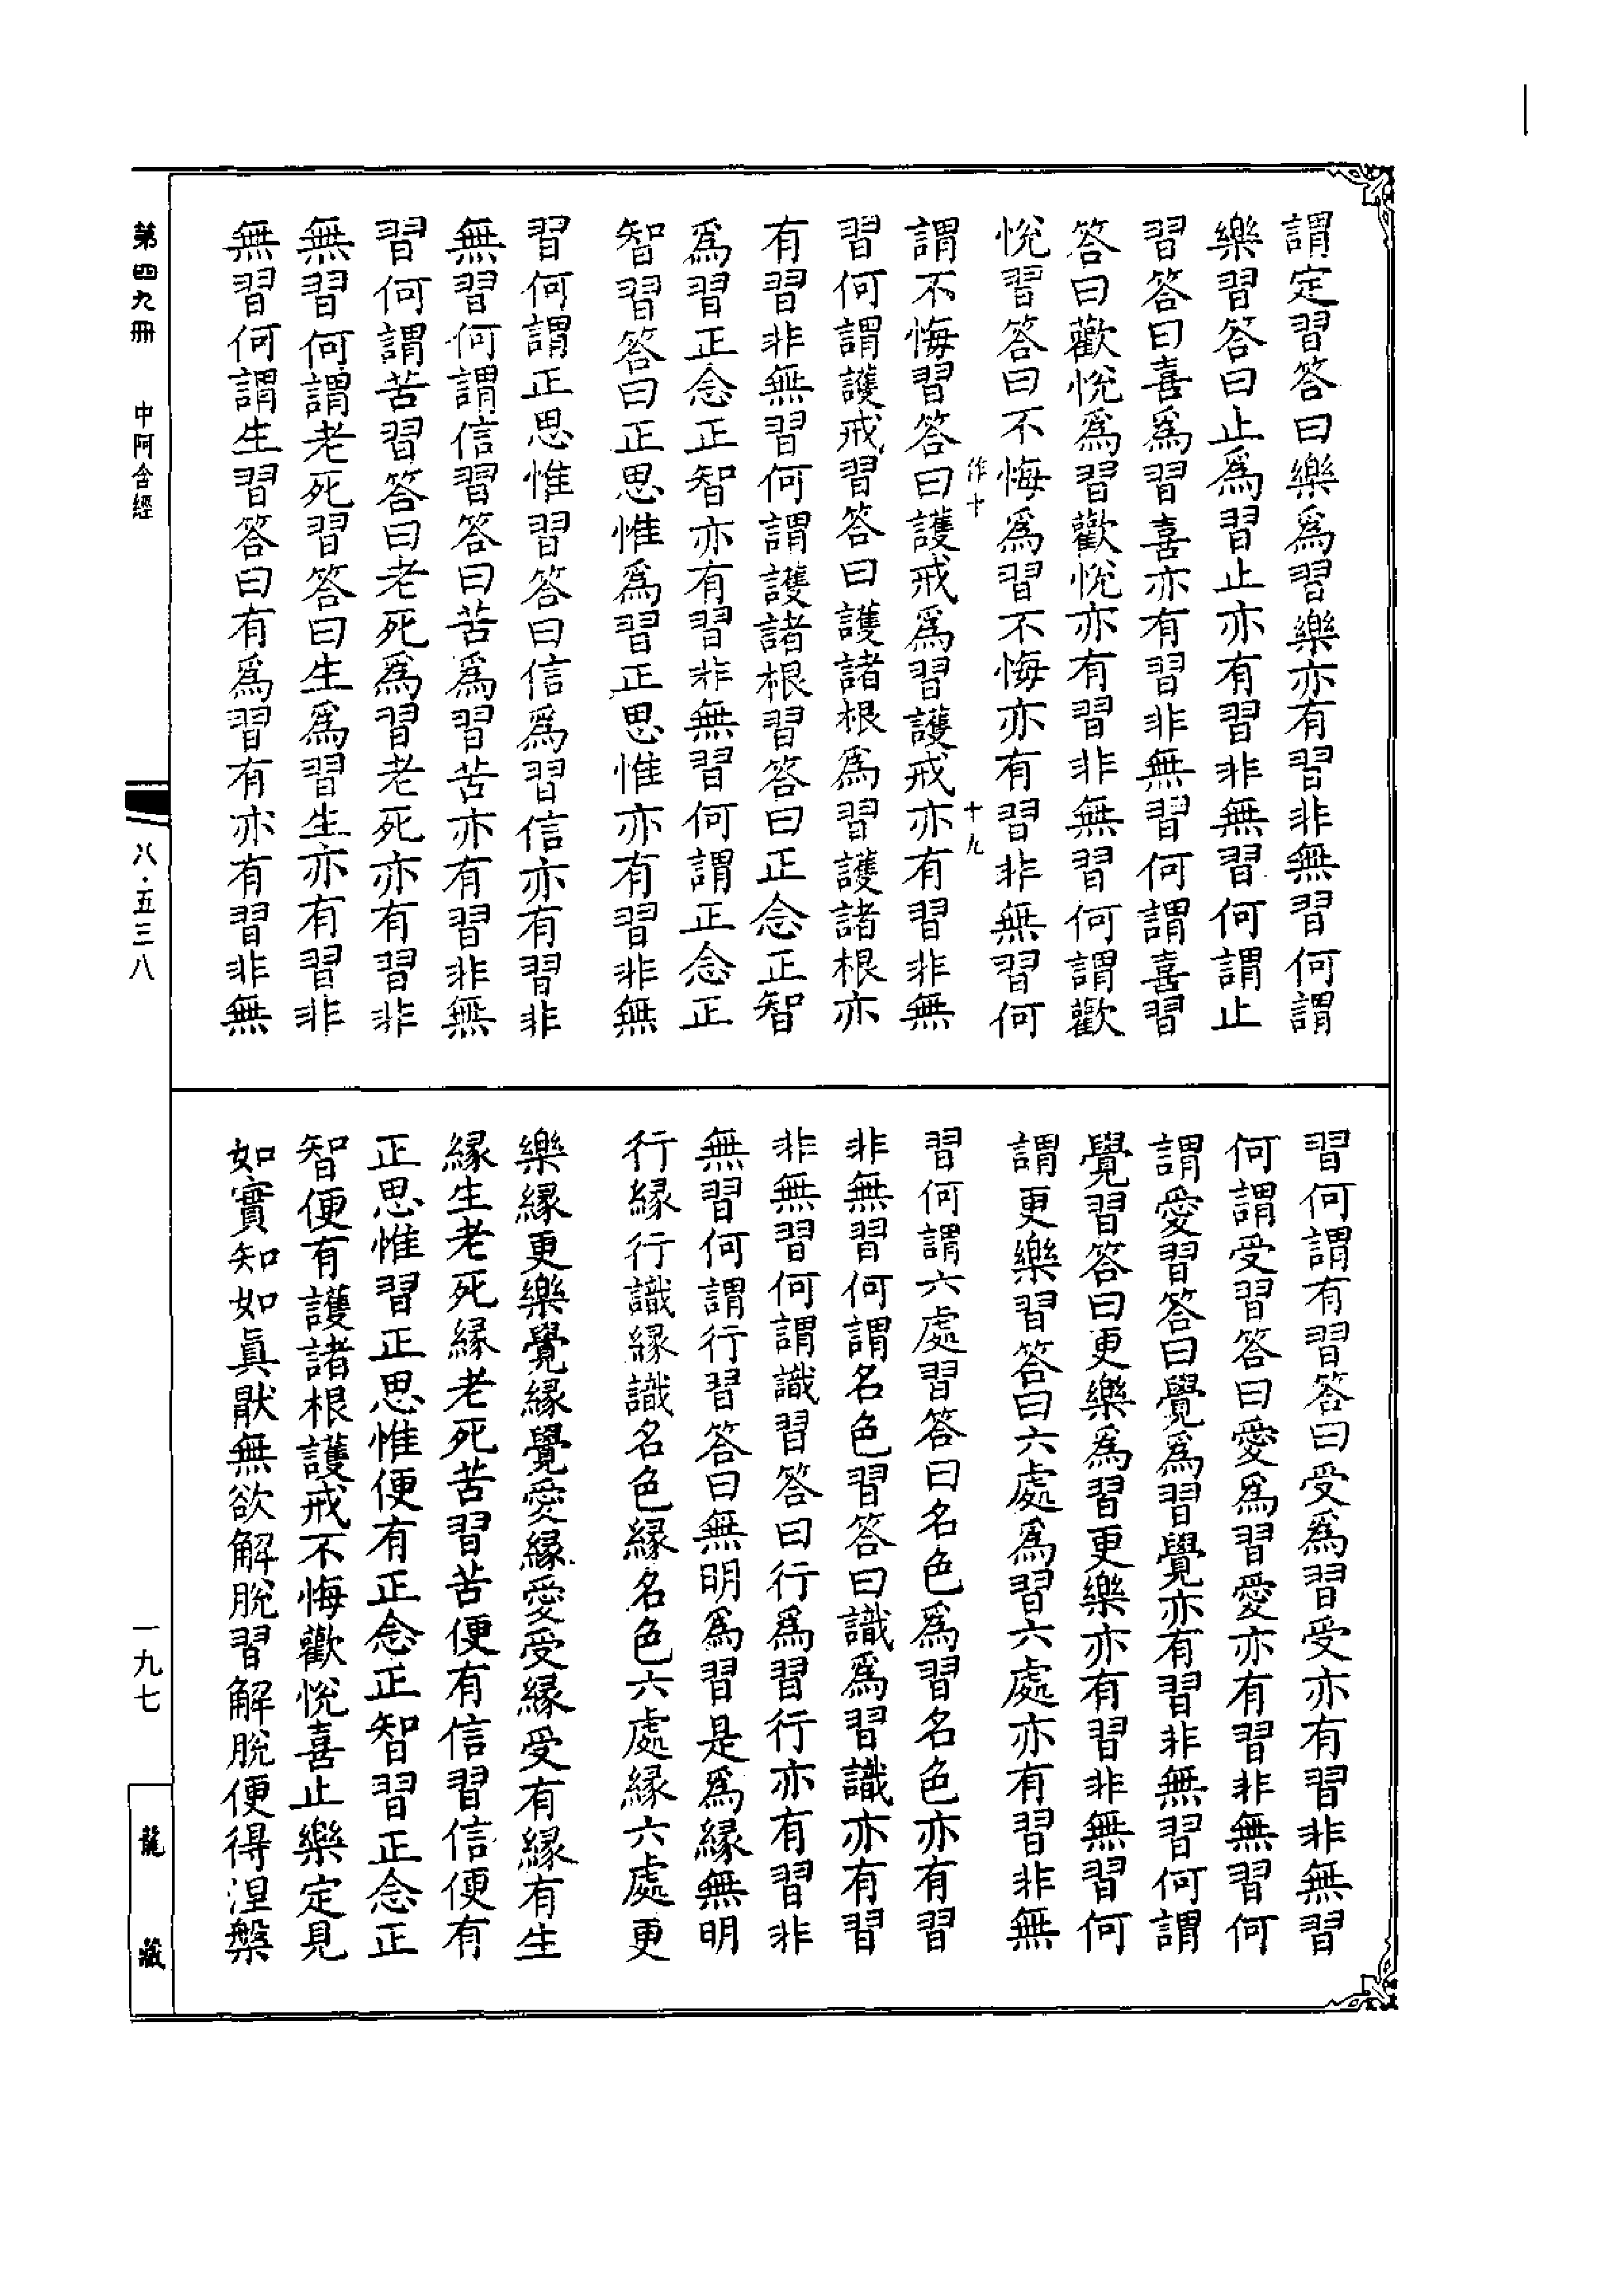 謂定習答曰樂爲習樂亦有習非無習何謂
樂習答曰止爲習止亦有習非無習何謂止
習答曰喜爲習喜亦有習非無習何謂喜習
答曰歡悅爲習歡悅亦有習非無習何謂歡
悅習答曰不悔爲習不悔亦有習非無習何
十九
謂不悔習答曰護戒爲習護戒亦有習非無
習何謂護戒習答曰護諸根爲習護諸根亦
有習非無習何謂護諸根習答曰正念正智
爲習正念正智亦有習非無習何謂正念正
智習答曰正思惟爲習正思惟亦有習非無
習何謂正思惟習答曰信爲習信亦有習非
無習何謂信習答曰苦爲習苦亦有習非無
習何謂苦習答曰老死爲習老死亦有習非
無習何謂老死習答曰生爲習生亦有習非
無習何謂生習答曰有爲習有亦有習非無
習何謂有習答曰受爲習受亦有習非無習
何謂受習答曰愛爲習愛亦有習非無習何
謂愛習答曰覺爲習覺亦有習非無習何謂
覺習答曰更樂爲習更樂亦有習非無習何
謂更樂習答曰六處爲習六處亦有習非無
習何謂六處習答曰名色爲習名色亦有習
非無習何謂名色習答曰識爲習識亦有習
非無習何謂識習答曰行爲習行亦有習非
無習何謂行習答曰無明爲習是爲緣無明
行緣行識緣識名色緣名色六處緣六處更
樂緣更樂覺緣覺愛緣愛受緣受有緣有生
緣生老死緣老死苦習苦便有信習信便有
正思惟習正思惟便有正念正智習正念正
智便有護諸根護戒不悔歡悅喜止樂定見
如實知如眞厭無欲解脫習解脫便得涅槃
第四九冊 中阿含經
八·五三八
一九七
龍藏